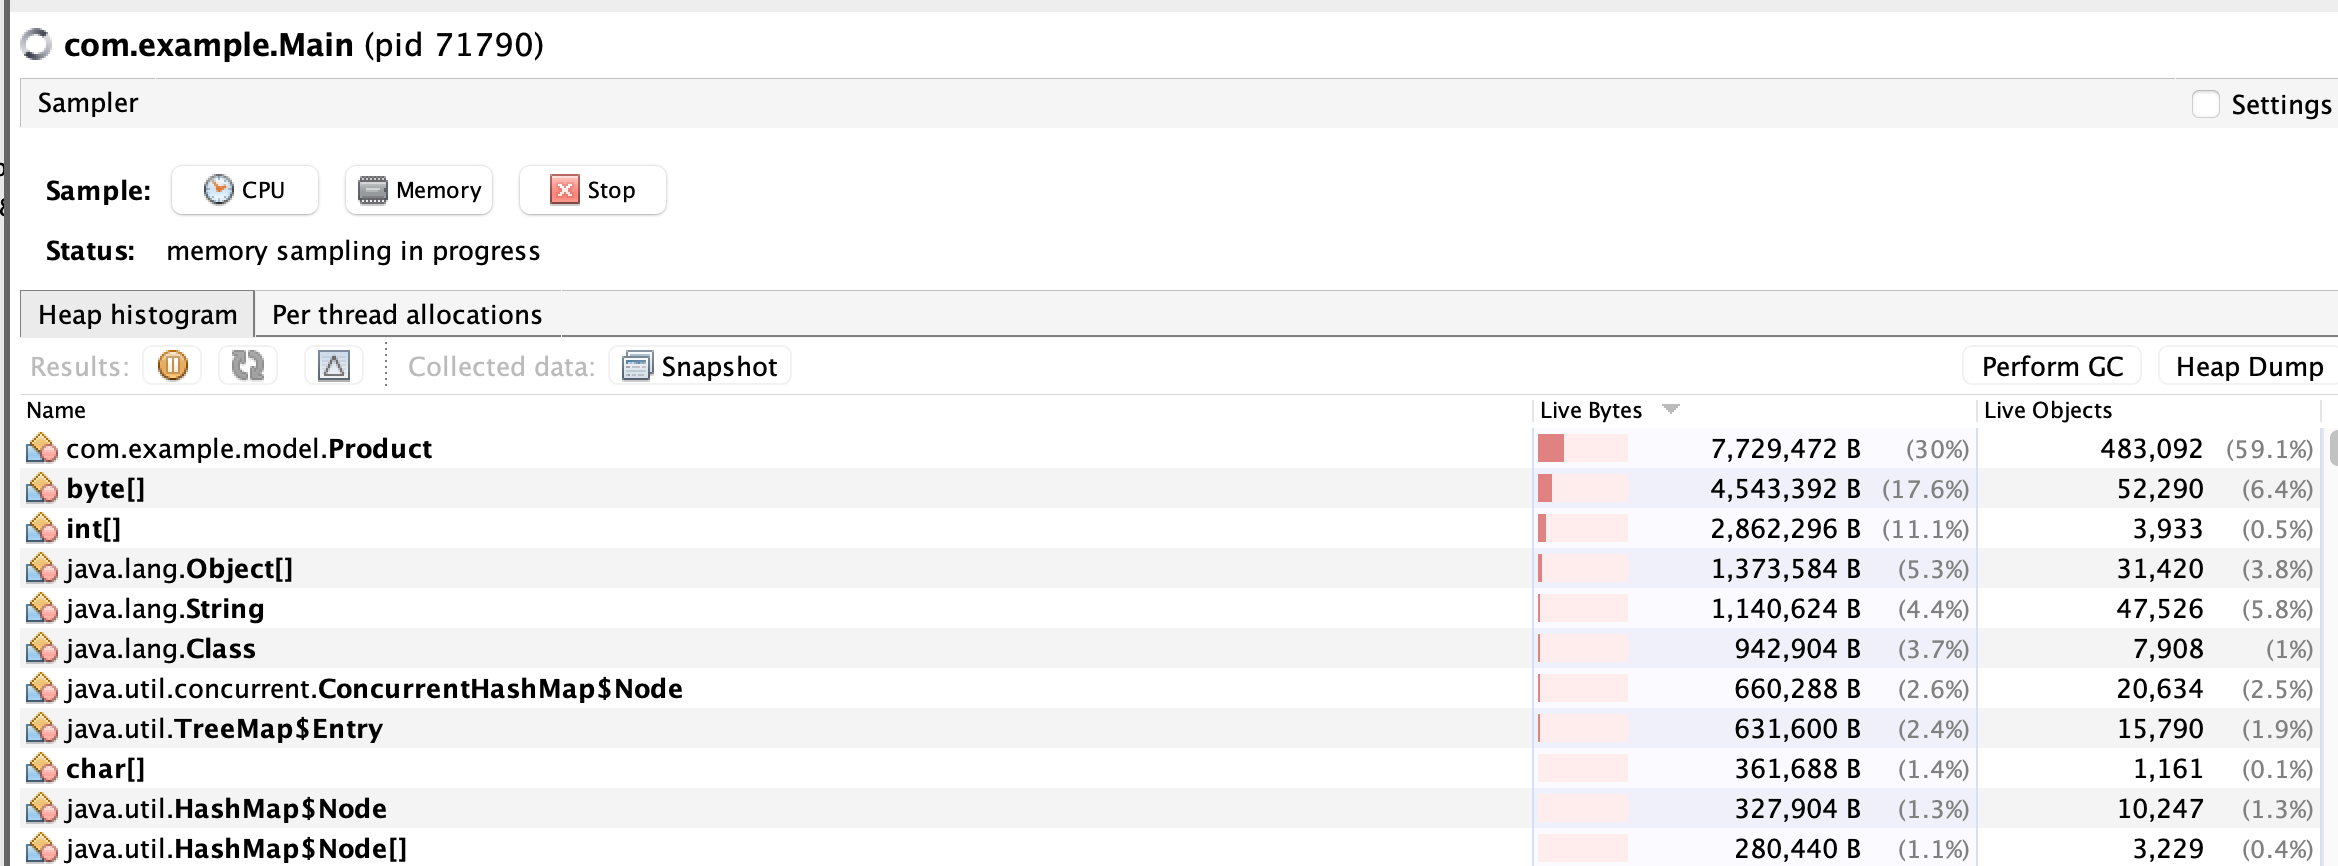 com.example.Main (pid 71790)
Sampler Settings
Sample: CPU Memory Stop
Status: memory sampling in progress
Heap histogram Per thread allocations
Results: Collected data: Snapshot Perform GC Heap Dump
Name Live Bytes Live Objects
com.example.model.Product 7,729,472 B (30%) 483,092 (59.1%)
byte[] 4,543,392 B (17.6%) 52,290 (6.4%)
int[] 2,862,296 B (11.1%) 3,933 (0.5%)
java.lang.Object[] 1,373,584 B (5.3%) 31,420 (3.8%)
java.lang.String 1,140,624 B (4.4%) 47,526 (5.8%)
java.lang.Class 942,904 B (3.7%) 7,908 (1%)
java.util.concurrent.ConcurrentHashMap$Node 660,288 B (2.6%) 20,634 (2.5%)
java.util.TreeMap$Entry 631,600 B (2.4%) 15,790 (1.9%)
char[] 361,688 B (1.4%) 1,161 (0.1%)
java.util.HashMap$Node 327,904 B (1.3%) 10,247 (1.3%)
java.util.HashMap$Node[] 280,440 B (1.1%) 3,229 (0.4%)